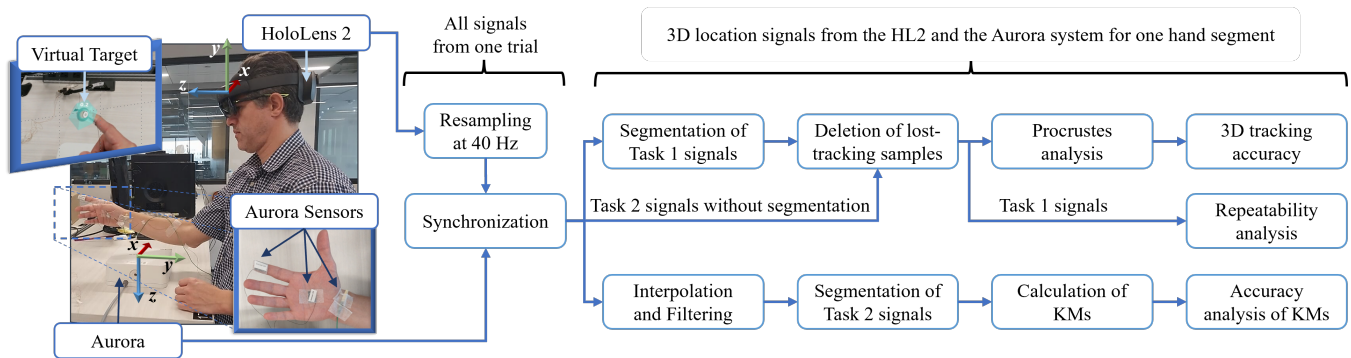 HoloLens 2
Virtual Target
y
x
z
Aurora Sensors
x
y
z
Aurora
All signals
from one trial
Resampling
at 40 Hz
Synchronization
3D location signals from the HL2 and the Aurora system for one hand segment
Segmentation of
Task 1 signals
Deletion of lost-
tracking samples
Procrustes
analysis
3D tracking
accuracy
Task 2 signals without segmentation
Task 1 signals
Repeatability
analysis
Interpolation
and Filtering
Segmentation of
Task 2 signals
Calculation of
KMs
Accuracy
analysis of KMs